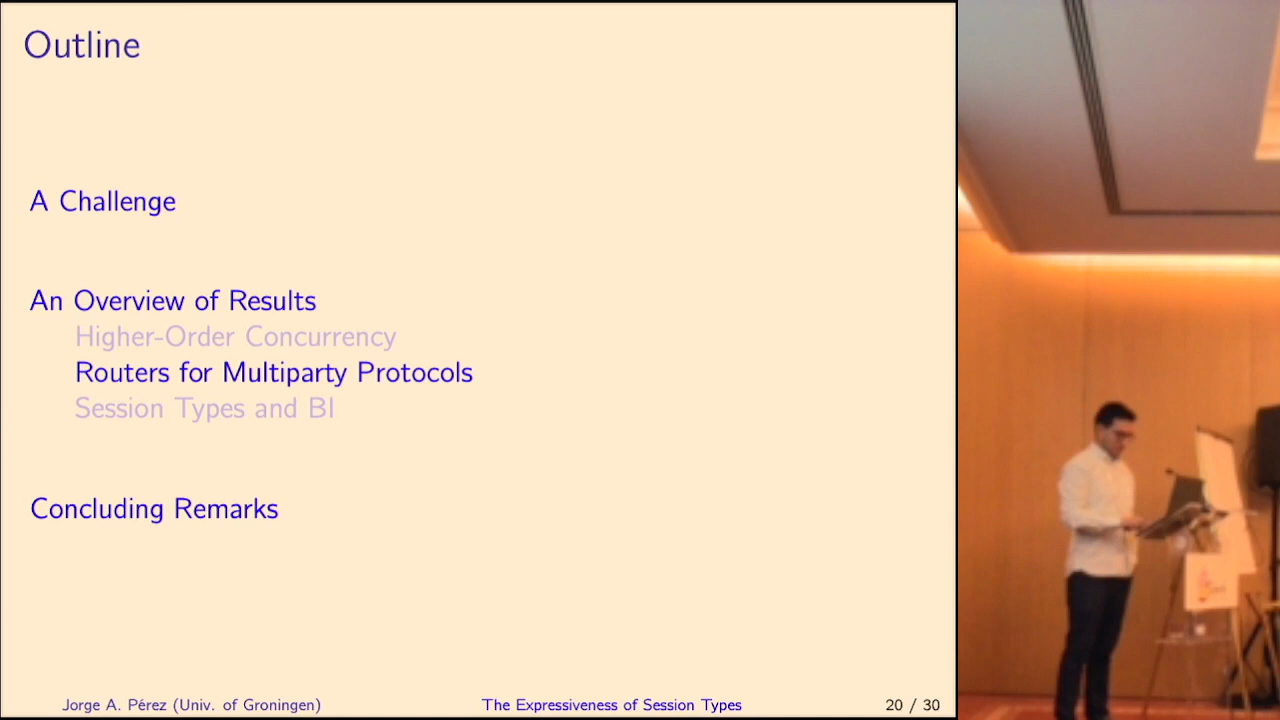 Outline
A Challenge
An Overview of Results
Higher-Order Concurrency
Routers for Multiparty Protocols
Session Types and BI
Concluding Remarks
Jorge A. Pérez (Univ. of Groningen) The Expressiveness of Session Types 20 / 30